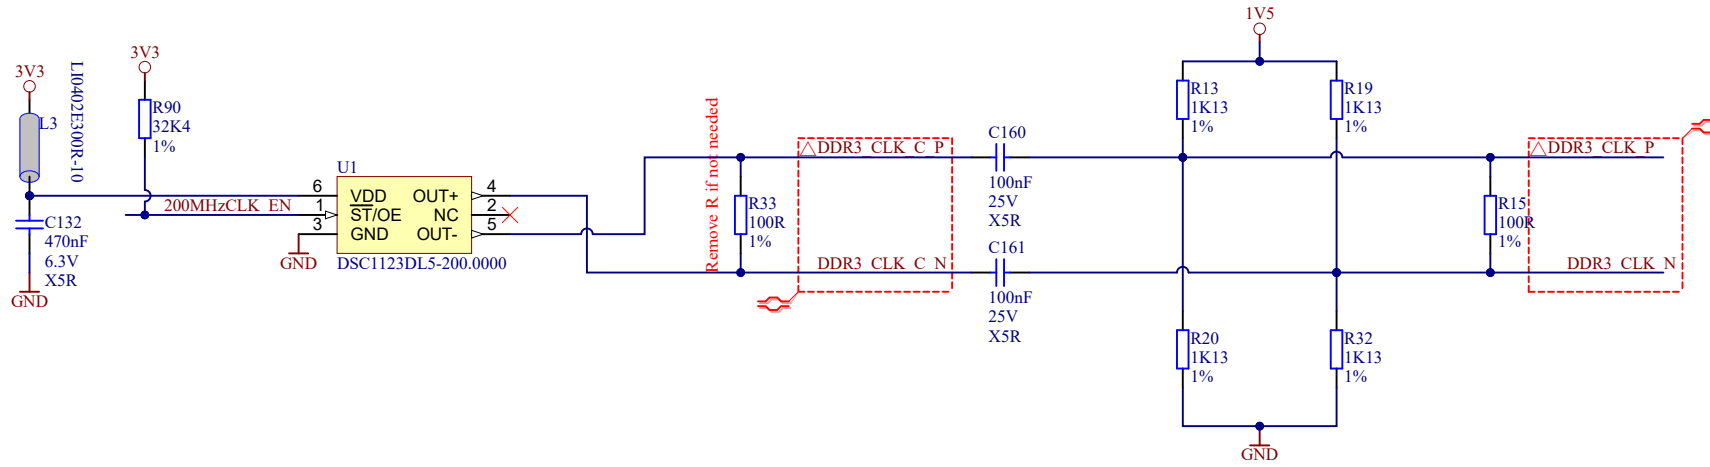 3V3
L3
LI0402E300R-10
C132
470nF
6.3V
X5R
GND
3V3
R90
32K4
1%
200MHzCLK_EN
GND
U1
6
1
3
VDD
ST/OE
GND
OUT+
NC
OUT-
4
2
5
DSC1123DL5-200.0000
Remove R if not needed
R33
100R
1%
DDR3_CLK_C_P
DDR3_CLK_C_N
C160
100nF
25V
X5R
C161
100nF
25V
X5R
1V5
R13
1K13
1%
R19
1K13
1%
R20
1K13
1%
R32
1K13
1%
GND
R15
100R
1%
DDR3_CLK_P
DDR3_CLK_N